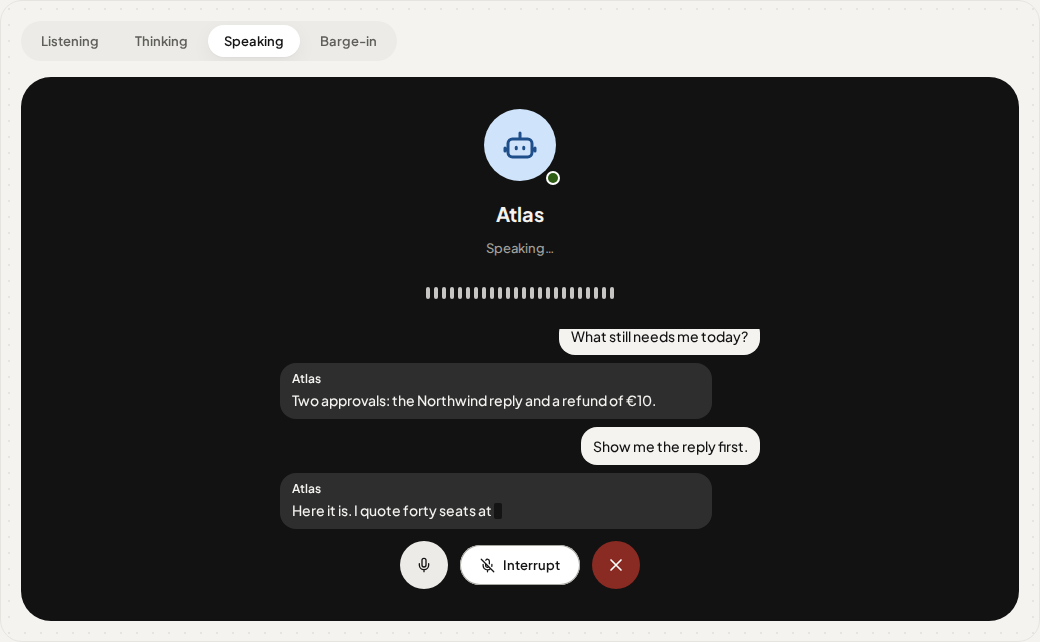 Listening
Thinking
Speaking
Barge-in
Atlas
Speaking…
What still needs me today?
Atlas
Two approvals: the Northwind reply and a refund of €10.
Show me the reply first.
Atlas
Here it is. I quote forty seats at
Interrupt